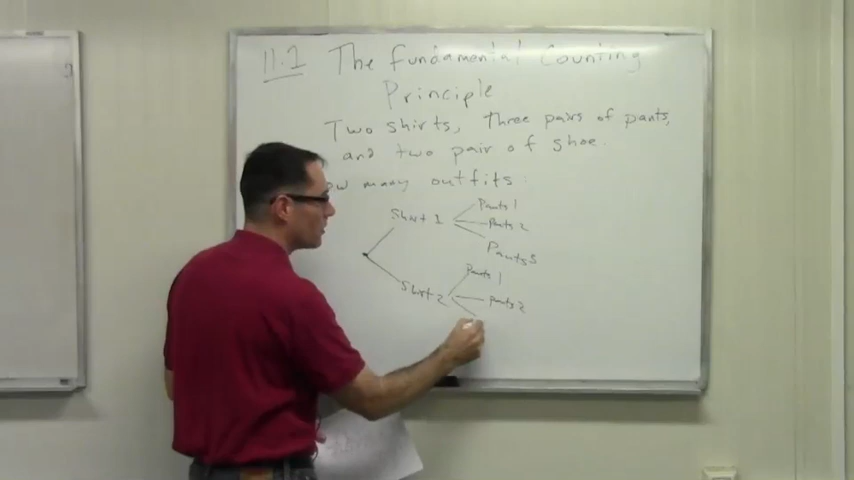 11.1 The Fundamental Counting
Principle
Two shirts, Three pairs of pants,
and two pair of shoe.
many outfits:
Shirt 1
Pants 1
Pants 2
Pants 3
Shirt 2
Pants 1
Pants 2